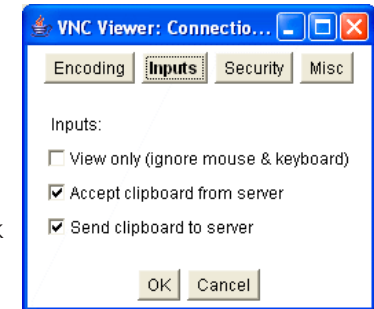 VNC Viewer: Connectio...
Encoding Inputs Security Misc
Inputs:
View only (ignore mouse & keyboard)
Accept clipboard from server
Send clipboard to server
OK Cancel